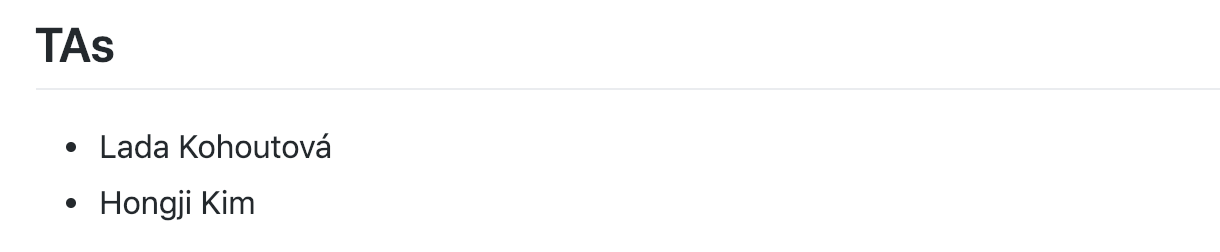 TAs
• Lada Kohoutová
• Hongji Kim